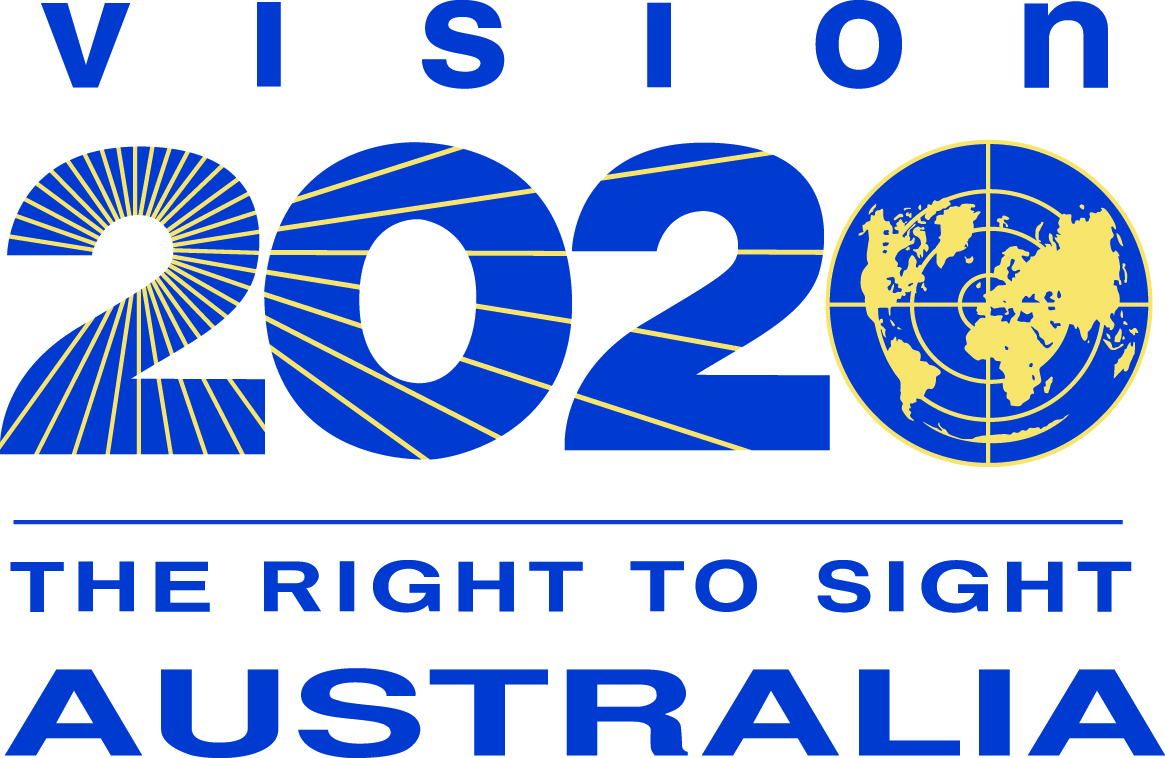 vision
2020
THE RIGHT TO SIGHT
AUSTRALIA